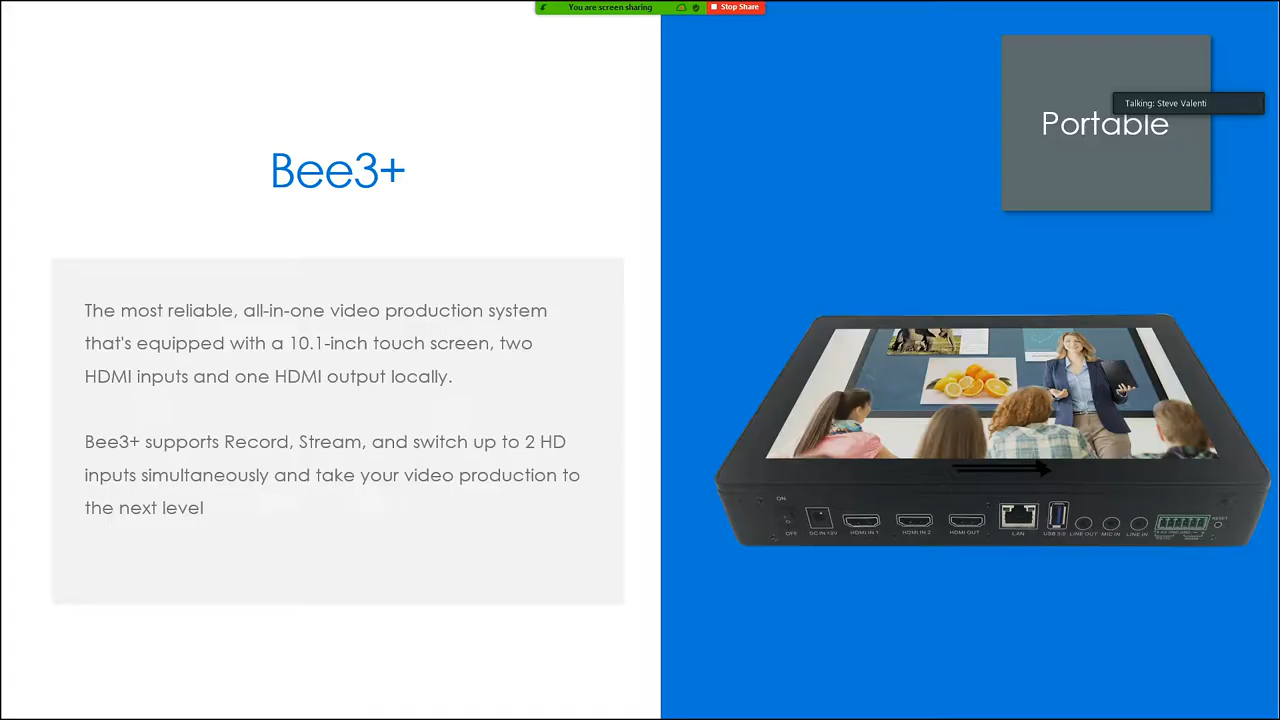 You are screen sharing
Stop Share
Talking: Steve Valenti
Portable
Bee3+
The most reliable, all-in-one video production system
that's equipped with a 10.1-inch touch screen, two
HDMI inputs and one HDMI output locally.
Bee3+ supports Record, Stream, and switch up to 2 HD
inputs simultaneously and take your video production to
the next level
ON
OFF
DC IN 12V
HDMI IN 1
HDMI IN 2
HDMI OUT
LAN
USB 3.0
LINE OUT
MIC IN
LINE IN
RESET